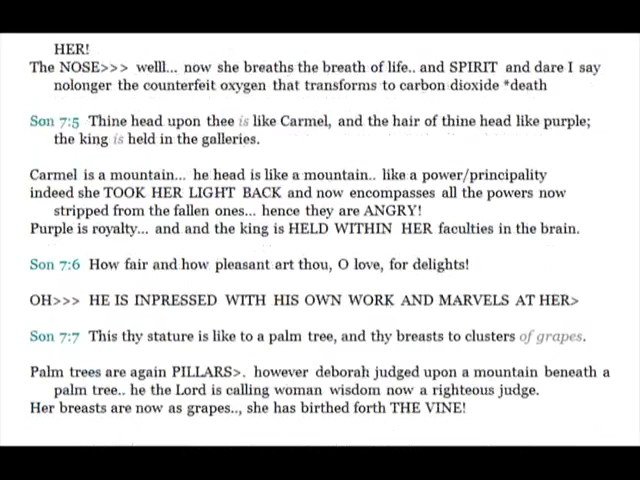 HER!
The NOSE>>> welll... now she breaths the breath of life.. and SPIRIT and dare I say
nolonger the counterfeit oxygen that transforms to carbon dioxide *death
Son 7:5 Thine head upon thee is like Carmel, and the hair of thine head like purple;
the king is held in the galleries.
Carmel is a mountain... he head is like a mountain.. like a power/principality
indeed she TOOK HER LIGHT BACK and now encompasses all the powers now
stripped from the fallen ones... hence they are ANGRY!
Purple is royalty... and and the king is HELD WITHIN HER faculties in the brain.
Son 7:6 How fair and how pleasant art thou, O love, for delights!
OH>>> HE IS INPRESSED WITH HIS OWN WORK AND MARVELS AT HER>
Son 7:7 This thy stature is like to a palm tree, and thy breasts to clusters of grapes.
Palm trees are again PILLARS>. however deborah judged upon a mountain beneath a
palm tree.. he the Lord is calling woman wisdom now a righteous judge.
Her breasts are now as grapes.., she has birthed forth THE VINE!